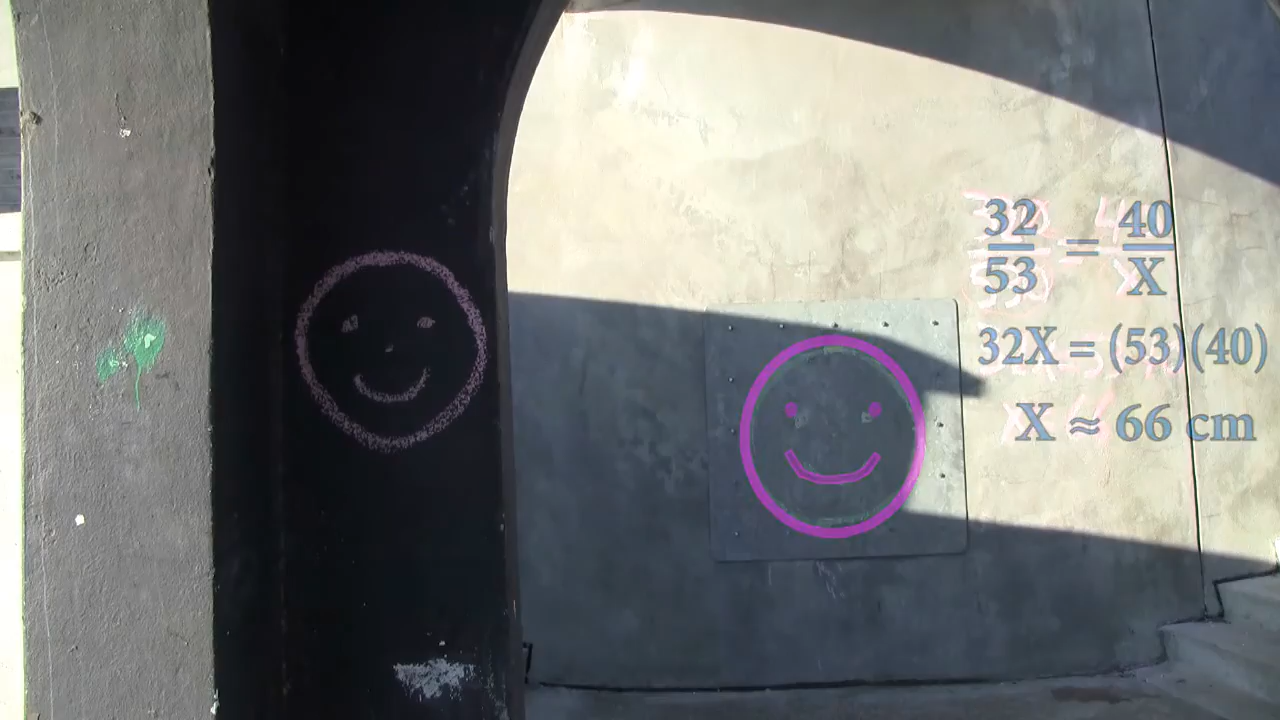 32/53 = 40/X
32X = (53)(40)
X ≈ 66 cm